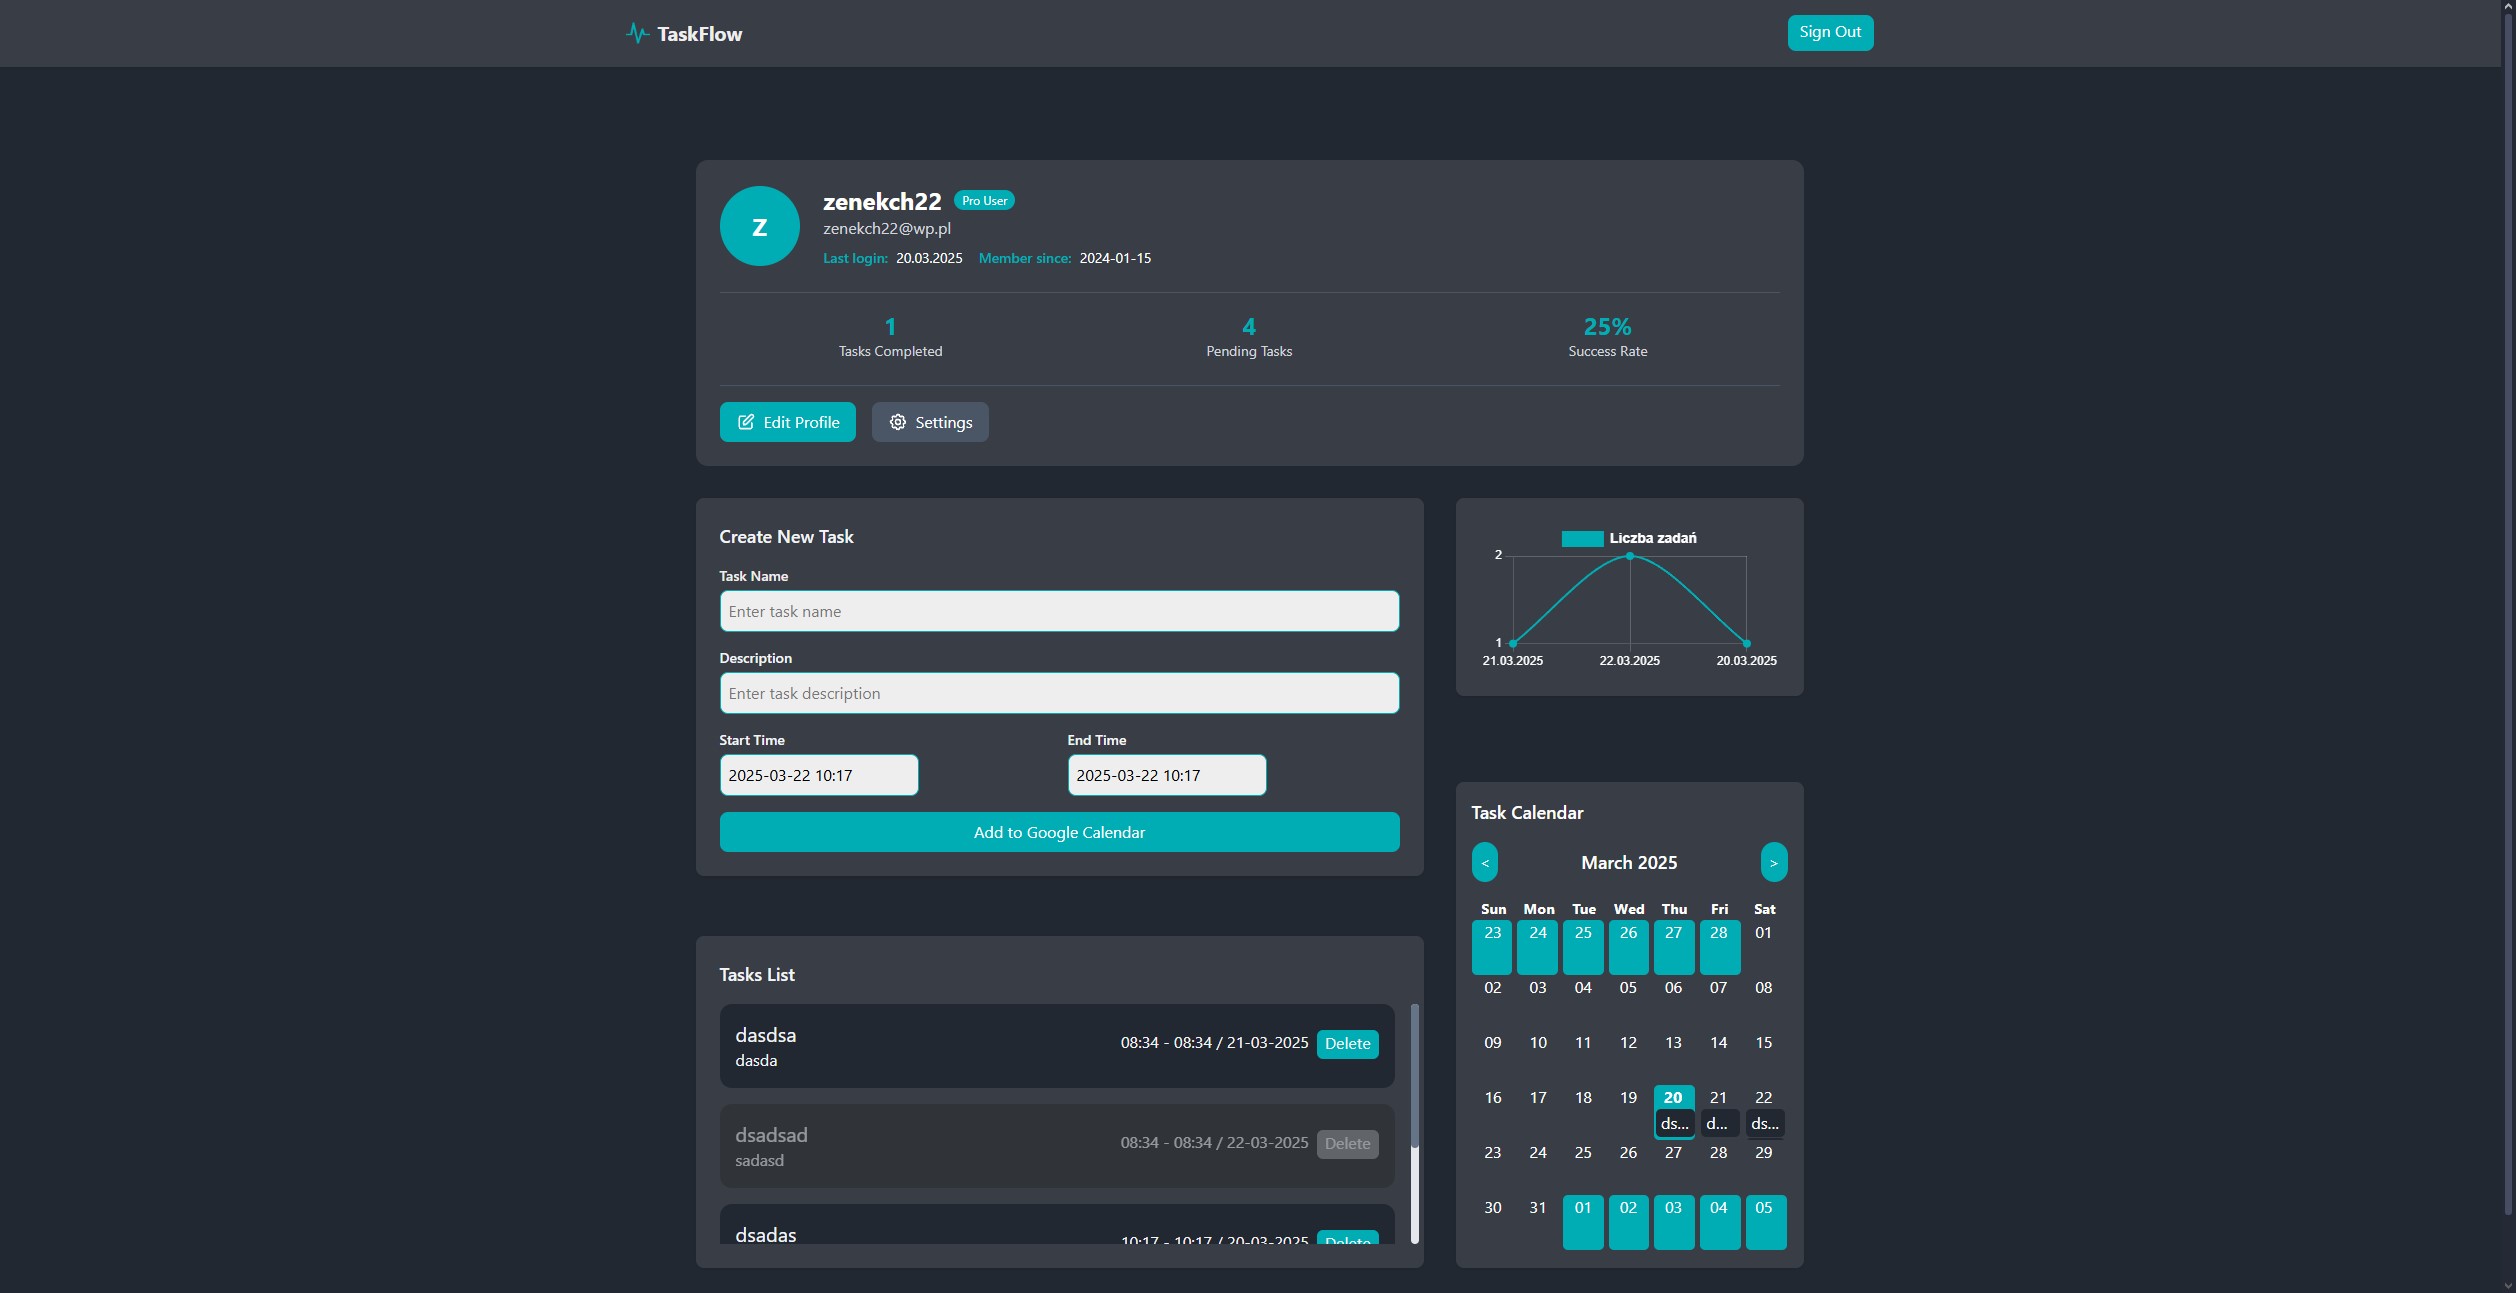 TaskFlow
Sign Out
Z
zenekch22 Pro User
zenekch22@wp.pl
Last login: 20.03.2025 Member since: 2024-01-15
1 4 25%
Tasks Completed Pending Tasks Success Rate
Edit Profile Settings
Create New Task
Task Name
Enter task name
Description
Enter task description
Start Time End Time
2025-03-22 10:17 2025-03-22 10:17
Add to Google Calendar
Liczba zadań
2
1
21.03.2025 22.03.2025 20.03.2025
Tasks List
dasdsa
dasda
08:34 - 08:34 / 21-03-2025 Delete
dsadsad
sadasd
08:34 - 08:34 / 22-03-2025 Delete
dsadas
10:17 - 10:17 / 20-03-2025 Delete
Task Calendar
< March 2025 >
Sun Mon Tue Wed Thu Fri Sat
23 24 25 26 27 28 01
02 03 04 05 06 07 08
09 10 11 12 13 14 15
16 17 18 19 20 21 22
ds... d... ds...
23 24 25 26 27 28 29
30 31 01 02 03 04 05